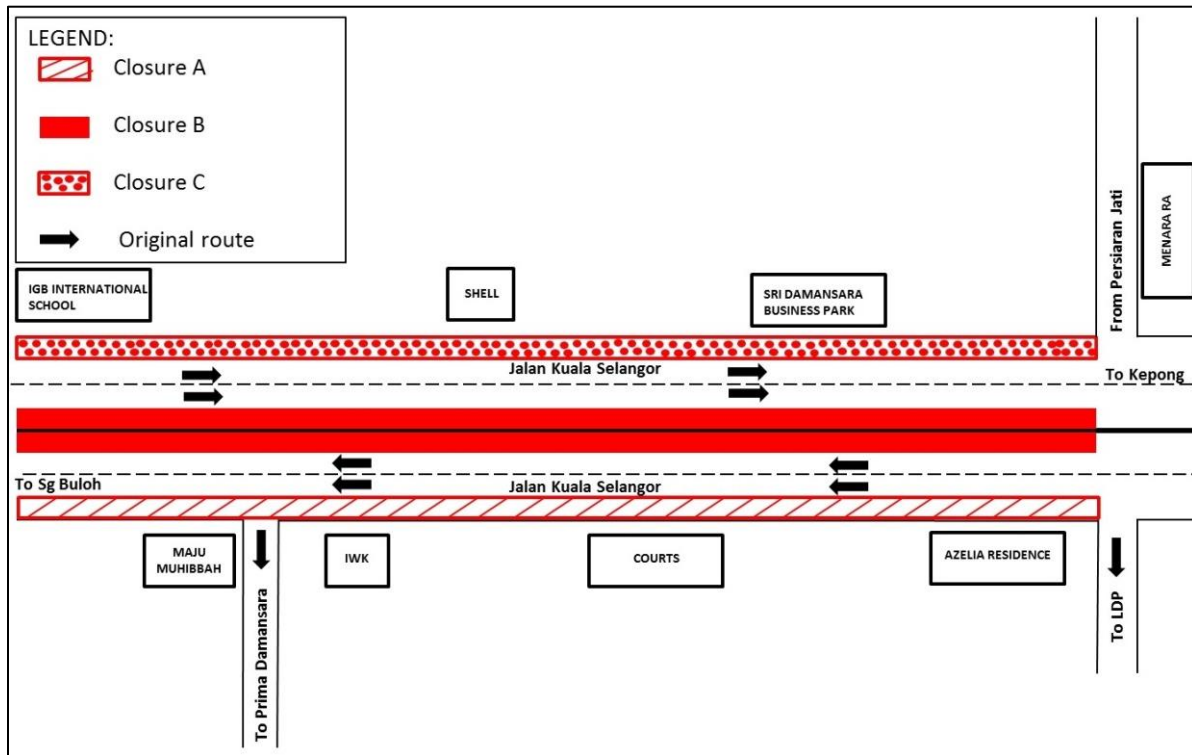 LEGEND:
Closure A
Closure B
Closure C
Original route
IGB INTERNATIONAL
SCHOOL
SHELL
SRI DAMANSARA
BUSINESS PARK
From Persiaran Jati
MENARA RA
Jalan Kuala Selangor
To Kepong
To Sg Buloh
Jalan Kuala Selangor
MAJU
MUHIBBAH
IWK
COURTS
AZELIA RESIDENCE
To Prima Damansara
To LDP